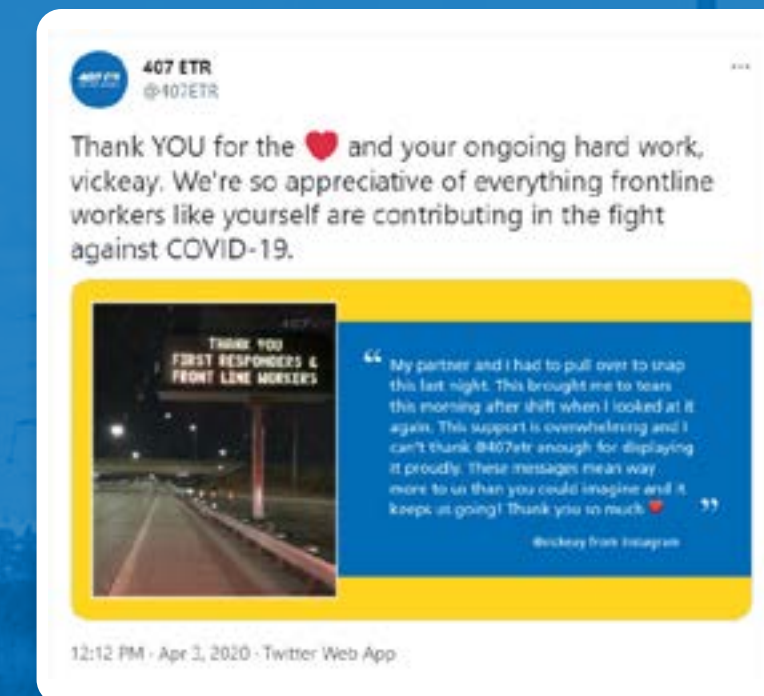 407 ETR
407 ETR
@407ETR
Thank YOU for the ❤ and your ongoing hard work,
vickeay. We're so appreciative of everything frontline
workers like yourself are contributing in the fight
against COVID-19.
THANK YOU
FIRST RESPONDERS &
FRONT LINE WORKERS
“ My partner and I had to pull over to snap
this last night. This brought me to tears
this morning after shift when I looked at it
again. This support is overwhelming and I
can't thank @407etr enough for displaying
it proudly. These messages mean way
more to us than you could imagine and it
keeps us going! Thank you so much ❤ ”
@vickeay from Instagram
12:12 PM · Apr 3, 2020 · Twitter Web App